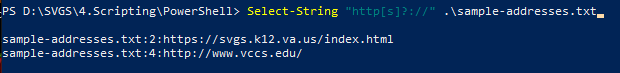 PS D:\SVGS\4.Scripting\PowerShell> Select-String "http[s]?://" .\sample-addresses.txt
sample-addresses.txt:2:https://svgs.k12.va.us/index.html
sample-addresses.txt:4:http://www.vccs.edu/